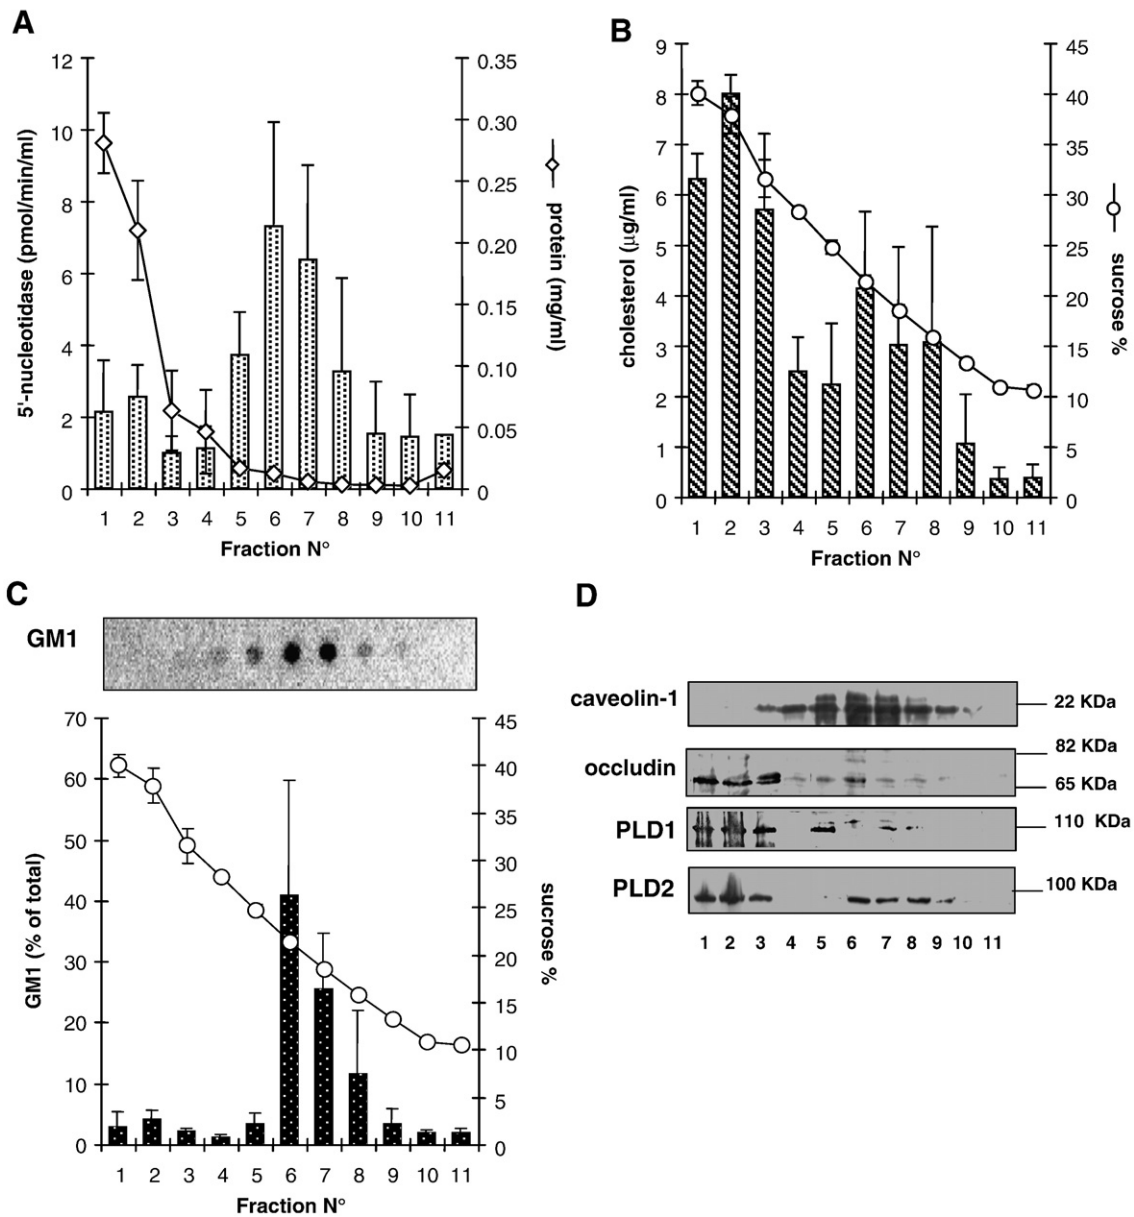 A
5'-nucleotidase (pmol/min/ml)
12
10
8
6
4
2
0
0.35
0.30
0.25
0.20
0.15
0.10
0.05
0
protein (mg/ml)
1 2 3 4 5 6 7 8 9 10 11
Fraction N°
B
cholesterol (µg/ml)
9
8
7
6
5
4
3
2
1
0
45
40
35
30
25
20
15
10
5
0
sucrose %
1 2 3 4 5 6 7 8 9 10 11
Fraction N°
C
GM1
GM1 (% of total)
70
60
50
40
30
20
10
0
45
40
35
30
25
20
15
10
5
0
sucrose %
1 2 3 4 5 6 7 8 9 10 11
Fraction N°
D
caveolin-1
22 KDa
82 KDa
occludin
65 KDa
PLD1
110 KDa
PLD2
100 KDa
1 2 3 4 5 6 7 8 9 10 11